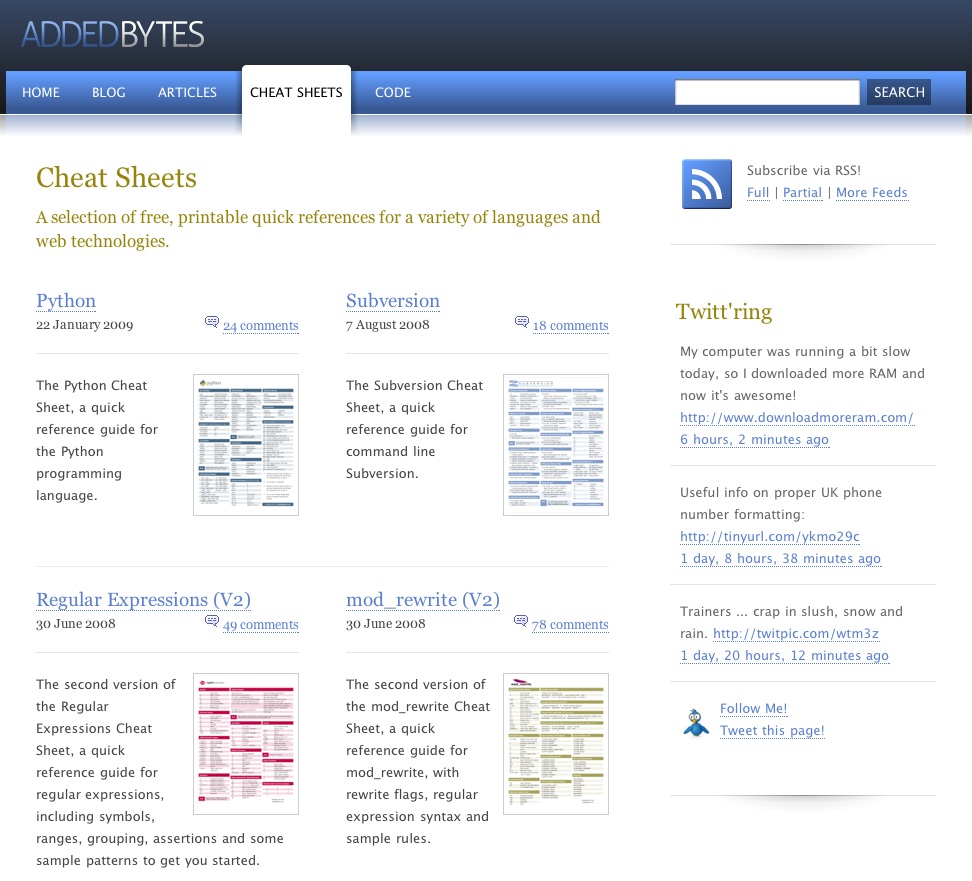 ADDEDBYTES
HOME BLOG ARTICLES CHEAT SHEETS CODE SEARCH
Cheat Sheets
A selection of free, printable quick references for a variety of languages and
web technologies.
Python
22 January 2009 24 comments
The Python Cheat
Sheet, a quick
reference guide for
the Python
programming
language.
python
Subversion
7 August 2008 18 comments
The Subversion Cheat
Sheet, a quick
reference guide for
command line
Subversion.
SUBVERSION
Regular Expressions (V2)
30 June 2008 49 comments
The second version of
the Regular
Expressions Cheat
Sheet, a quick
reference guide for
regular expressions,
including symbols,
ranges, grouping, assertions and some
sample patterns to get you started.
mod_rewrite (V2)
30 June 2008 78 comments
The second version of
the mod_rewrite Cheat
Sheet, a quick
reference guide for
mod_rewrite, with
rewrite flags, regular
expression syntax and
sample rules.
Subscribe via RSS!
Full | Partial | More Feeds
Twitt'ring
My computer was running a bit slow
today, so I downloaded more RAM and
now it's awesome!
http://www.downloadmoreram.com/
6 hours, 2 minutes ago
Useful info on proper UK phone
number formatting:
http://tinyurl.com/ykmo29c
1 day, 8 hours, 38 minutes ago
Trainers ... crap in slush, snow and
rain. http://twitpic.com/wtm3z
1 day, 20 hours, 12 minutes ago
Follow Me!
Tweet this page!